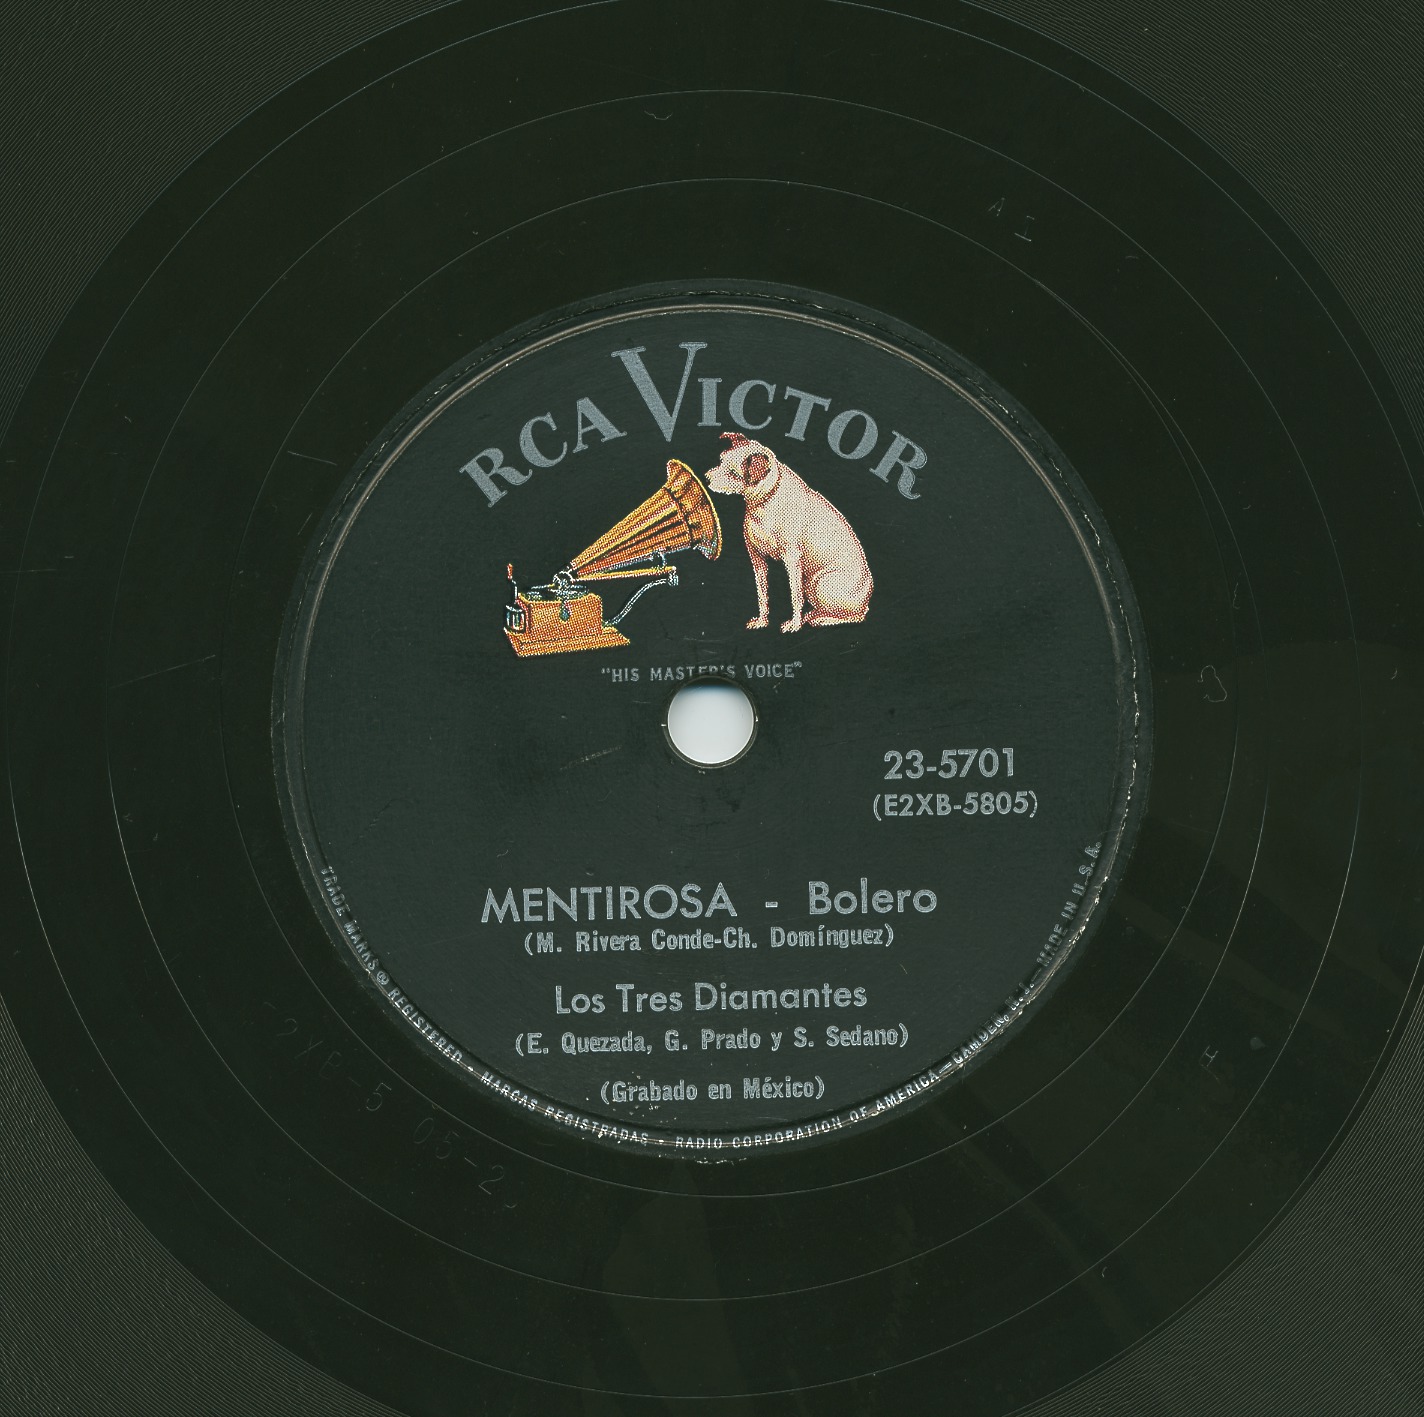 RCA VICTOR
"HIS MASTER'S VOICE"
23-5701
(E2XB-5805)
MENTIROSA - Bolero
(M. Rivera Conde-Ch. Domínguez)
Los Tres Diamantes
(E. Quezada, G. Prado y S. Sedano)
(Grabado en México)
TRADE MARKS ® REGISTERED • MARCAS REGISTRADAS • RADIO CORPORATION OF AMERICA—CAMDEN, N.J.—MADE IN U.S.A.
A I